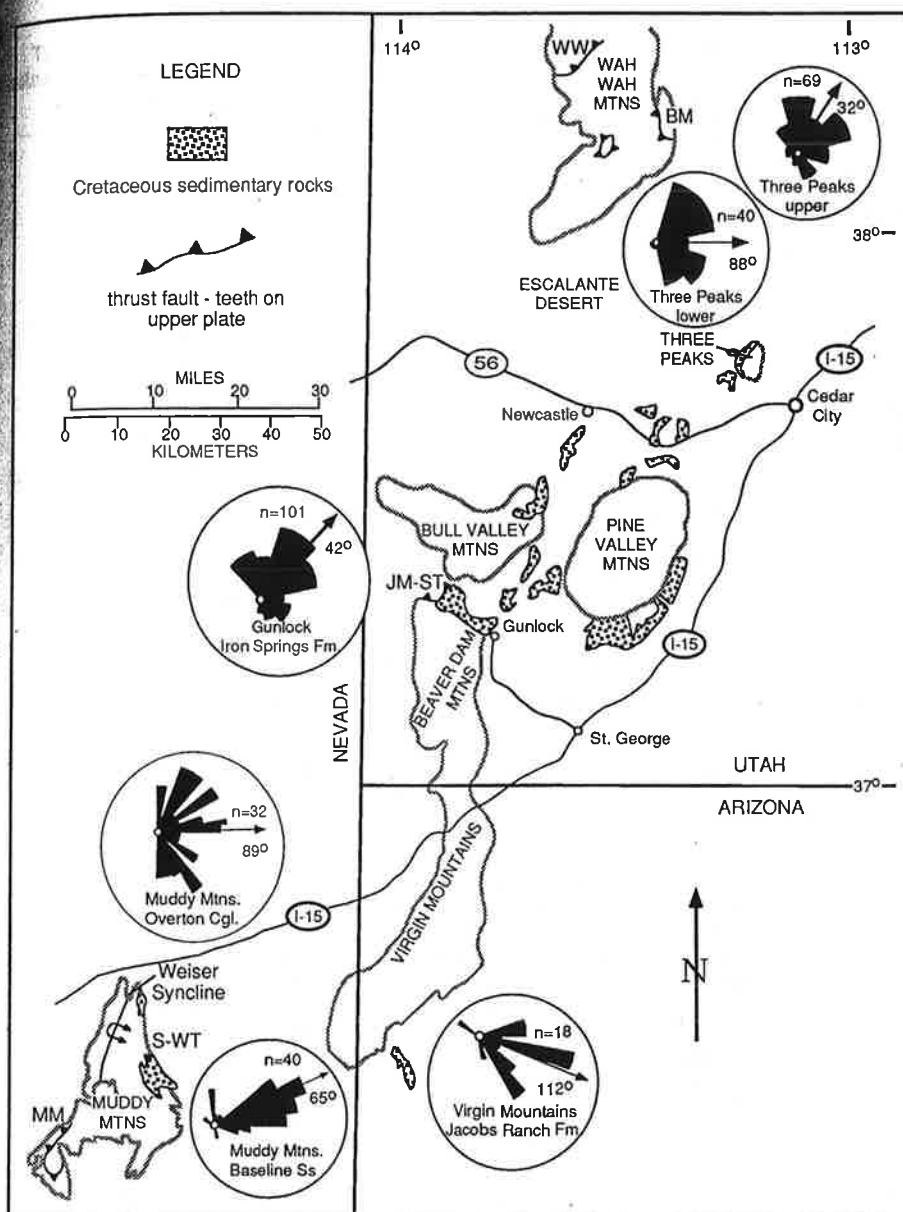 LEGEND
Cretaceous sedimentary rocks
thrust fault - teeth on
upper plate
MILES
0 10 20 30
0 10 20 30 40 50
KILOMETERS
114°
113°
WW
WAH
WAH
MTNS
BM
n=69
32°
Three Peaks
upper
n=40
88°
Three Peaks
lower
38°
ESCALANTE
DESERT
THREE
PEAKS
I-15
56
Newcastle
Cedar
City
n=101
42°
Gunlock
Iron Springs Fm.
BULL VALLEY
MTNS
PINE
VALLEY
MTNS
JM-ST
Gunlock
I-15
BEAVER DAM
MTNS
St. George
NEVADA
UTAH
37°
ARIZONA
n=32
89°
Muddy Mtns.
Overton Cgl.
I-15
VIRGIN MOUNTAINS
N
Weiser
Syncline
S-WT
MM
MUDDY
MTNS
n=40
65°
Muddy Mtns.
Baseline Ss
n=18
112°
Virgin Mountains
Jacobs Ranch Fm.